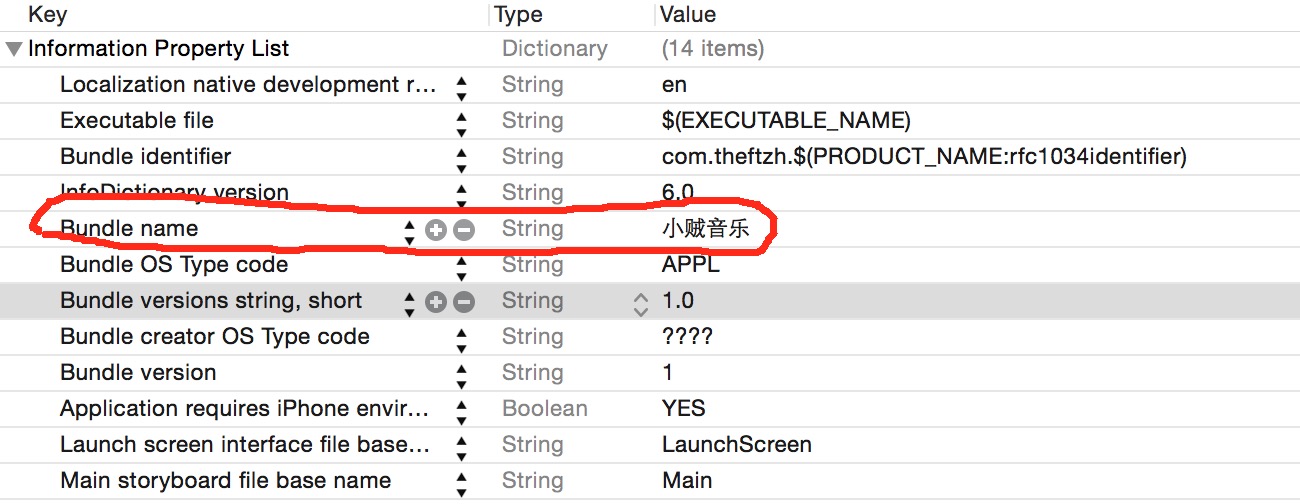 Key Type Value
Information Property List Dictionary (14 items)
Localization native development r... String en
Executable file String $(EXECUTABLE_NAME)
Bundle identifier String com.theftzh.$(PRODUCT_NAME:rfc1034identifier)
InfoDictionary version String 6.0
Bundle name String 小贼音乐
Bundle OS Type code String APPL
Bundle versions string, short String 1.0
Bundle creator OS Type code String ????
Bundle version String 1
Application requires iPhone envir... Boolean YES
Launch screen interface file base... String LaunchScreen
Main storyboard file base name String Main